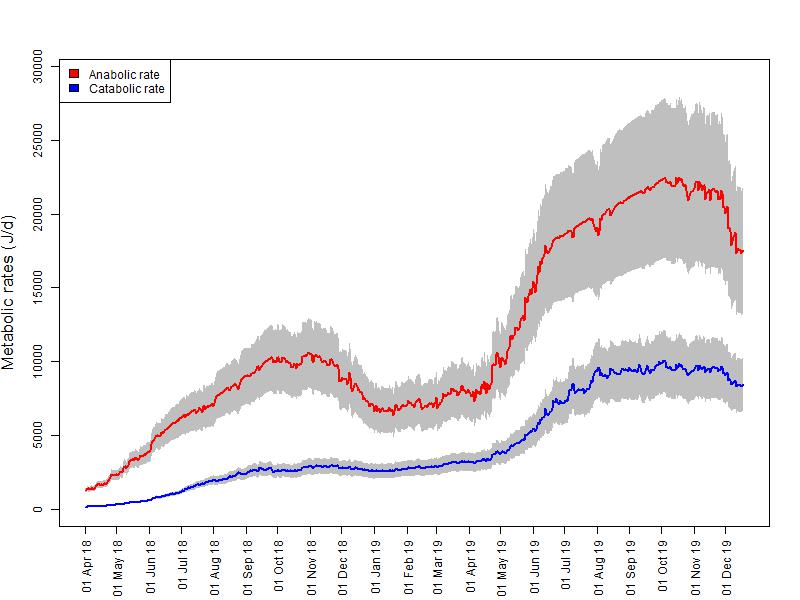 Anabolic rate
Catabolic rate
Metabolic rates (J/d)
30000
25000
20000
15000
10000
5000
0
01 Apr 18
01 May 18
01 Jun 18
01 Jul 18
01 Aug 18
01 Sep 18
01 Oct 18
01 Nov 18
01 Dec 18
01 Jan 19
01 Feb 19
01 Mar 19
01 Apr 19
01 May 19
01 Jun 19
01 Jul 19
01 Aug 19
01 Sep 19
01 Oct 19
01 Nov 19
01 Dec 19